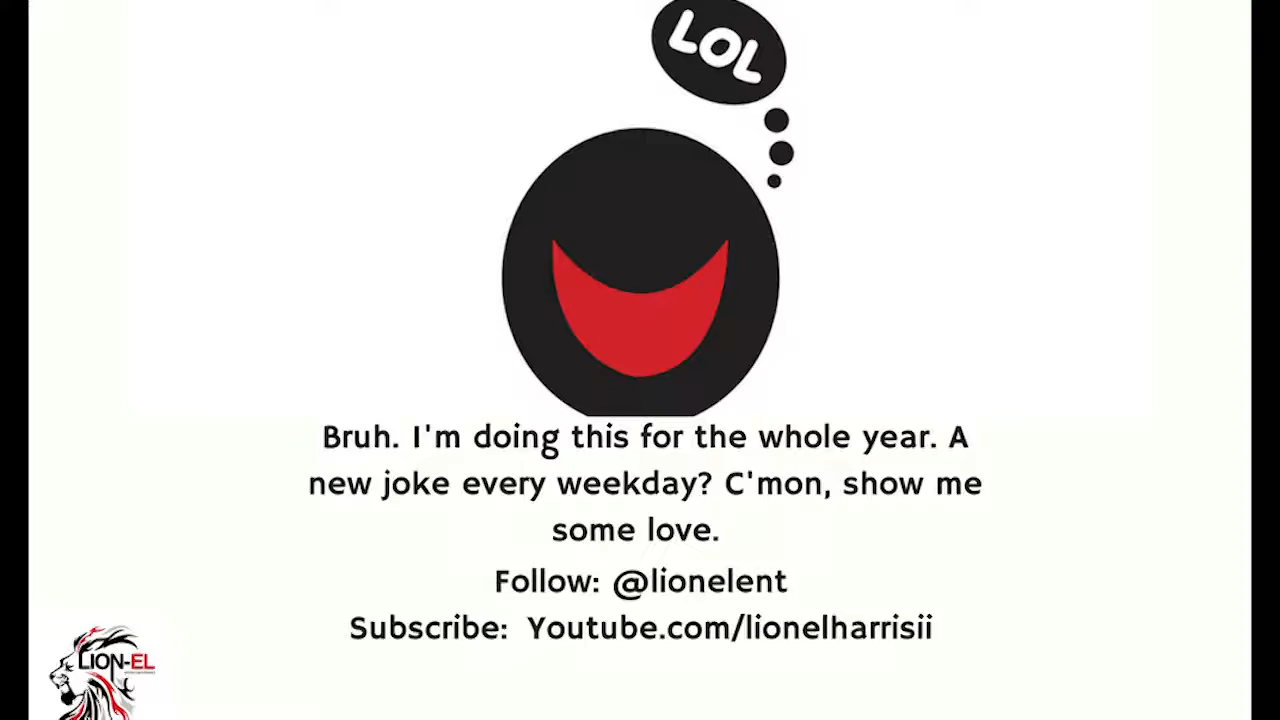 LOL
Bruh. I'm doing this for the whole year. A
new joke every weekday? C'mon, show me
some love.
Follow: @lionelent
Subscribe: Youtube.com/lionelharrisii
LION-EL